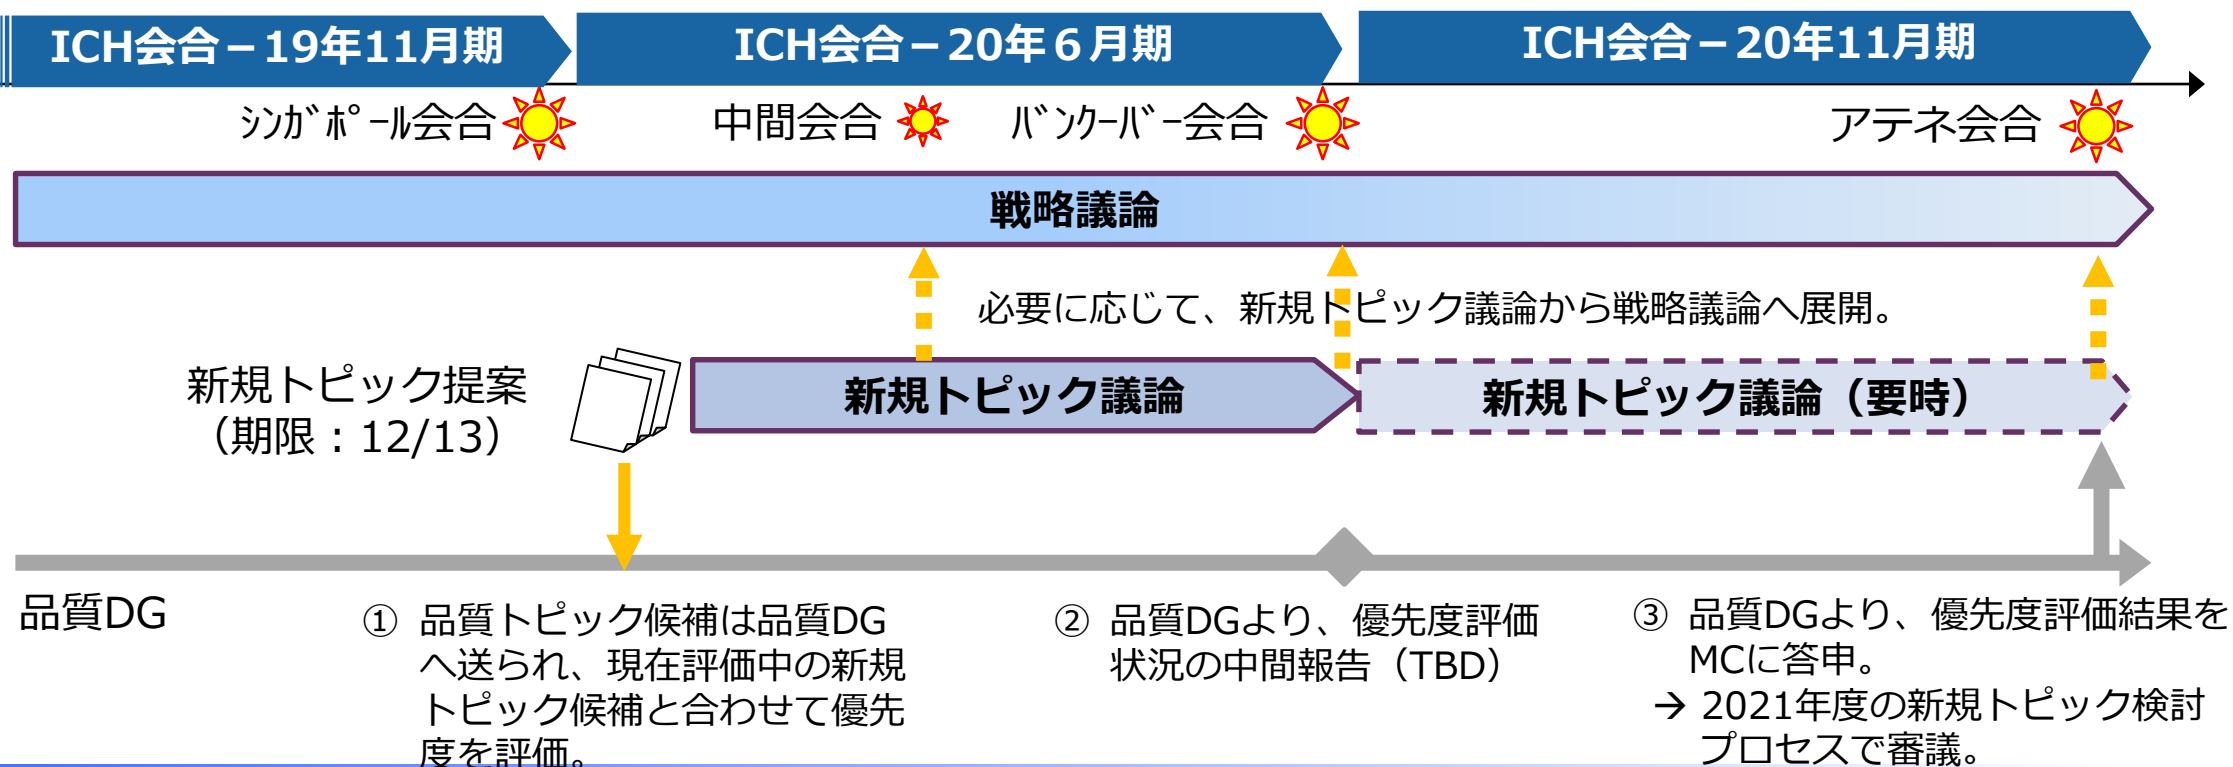 ICH会合－19年11月期
ICH会合－20年６月期
ICH会合－20年11月期
ｼﾝｶﾞﾎﾟｰﾙ会合
中間会合
ﾊﾞﾝｸｰﾊﾞｰ会合
アテネ会合
戦略議論
必要に応じて、新規トピック議論から戦略議論へ展開。
新規トピック提案
（期限：12/13）
新規トピック議論
新規トピック議論（要時）
品質DG
① 品質トピック候補は品質DG
へ送られ、現在評価中の新規
トピック候補と合わせて優先
度を評価。
② 品質DGより、優先度評価
状況の中間報告（TBD）
③ 品質DGより、優先度評価結果を
MCに答申。
→ 2021年度の新規トピック検討
プロセスで審議。